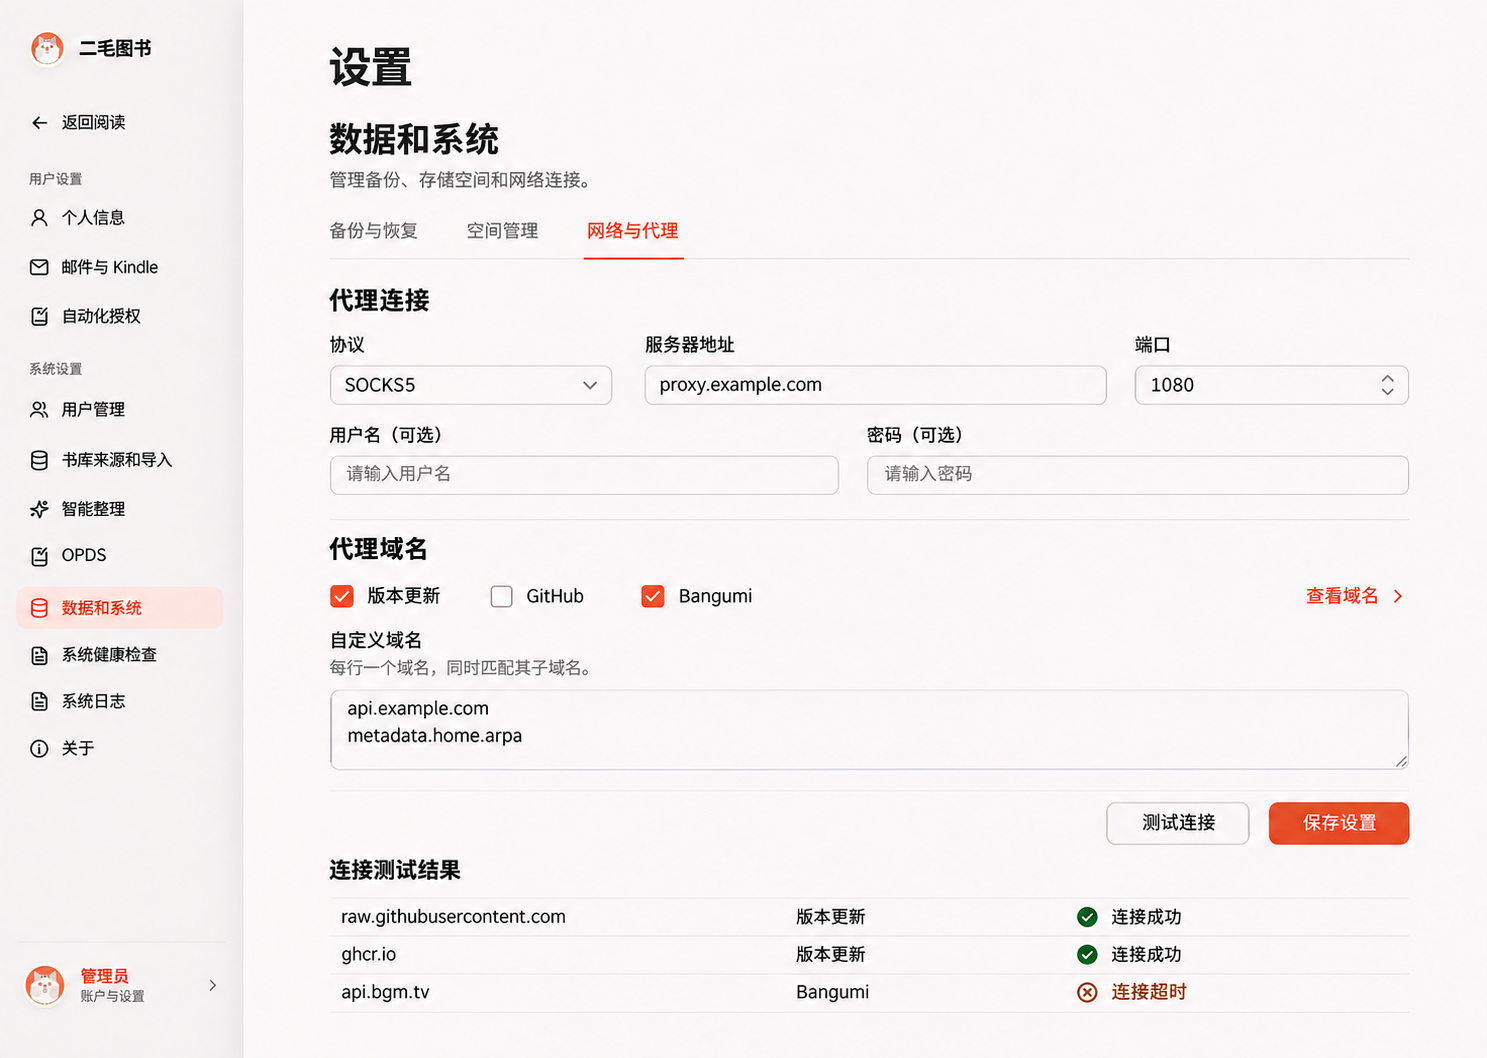 二毛图书
返回阅读
用户设置
个人信息
邮件与 Kindle
自动化授权
系统设置
用户管理
书库来源和导入
智能整理
OPDS
数据和系统
系统健康检查
系统日志
关于
管理员
账户与设置
设置
数据和系统
管理备份、存储空间和网络连接。
备份与恢复 空间管理 网络与代理
代理连接
协议 服务器地址 端口
SOCKS5 proxy.example.com 1080
用户名（可选） 密码（可选）
请输入用户名 请输入密码
代理域名
版本更新 GitHub Bangumi 查看域名
自定义域名
每行一个域名，同时匹配其子域名。
api.example.com
metadata.home.arpa
测试连接 保存设置
连接测试结果
raw.githubusercontent.com 版本更新 连接成功
ghcr.io 版本更新 连接成功
api.bgm.tv Bangumi 连接超时